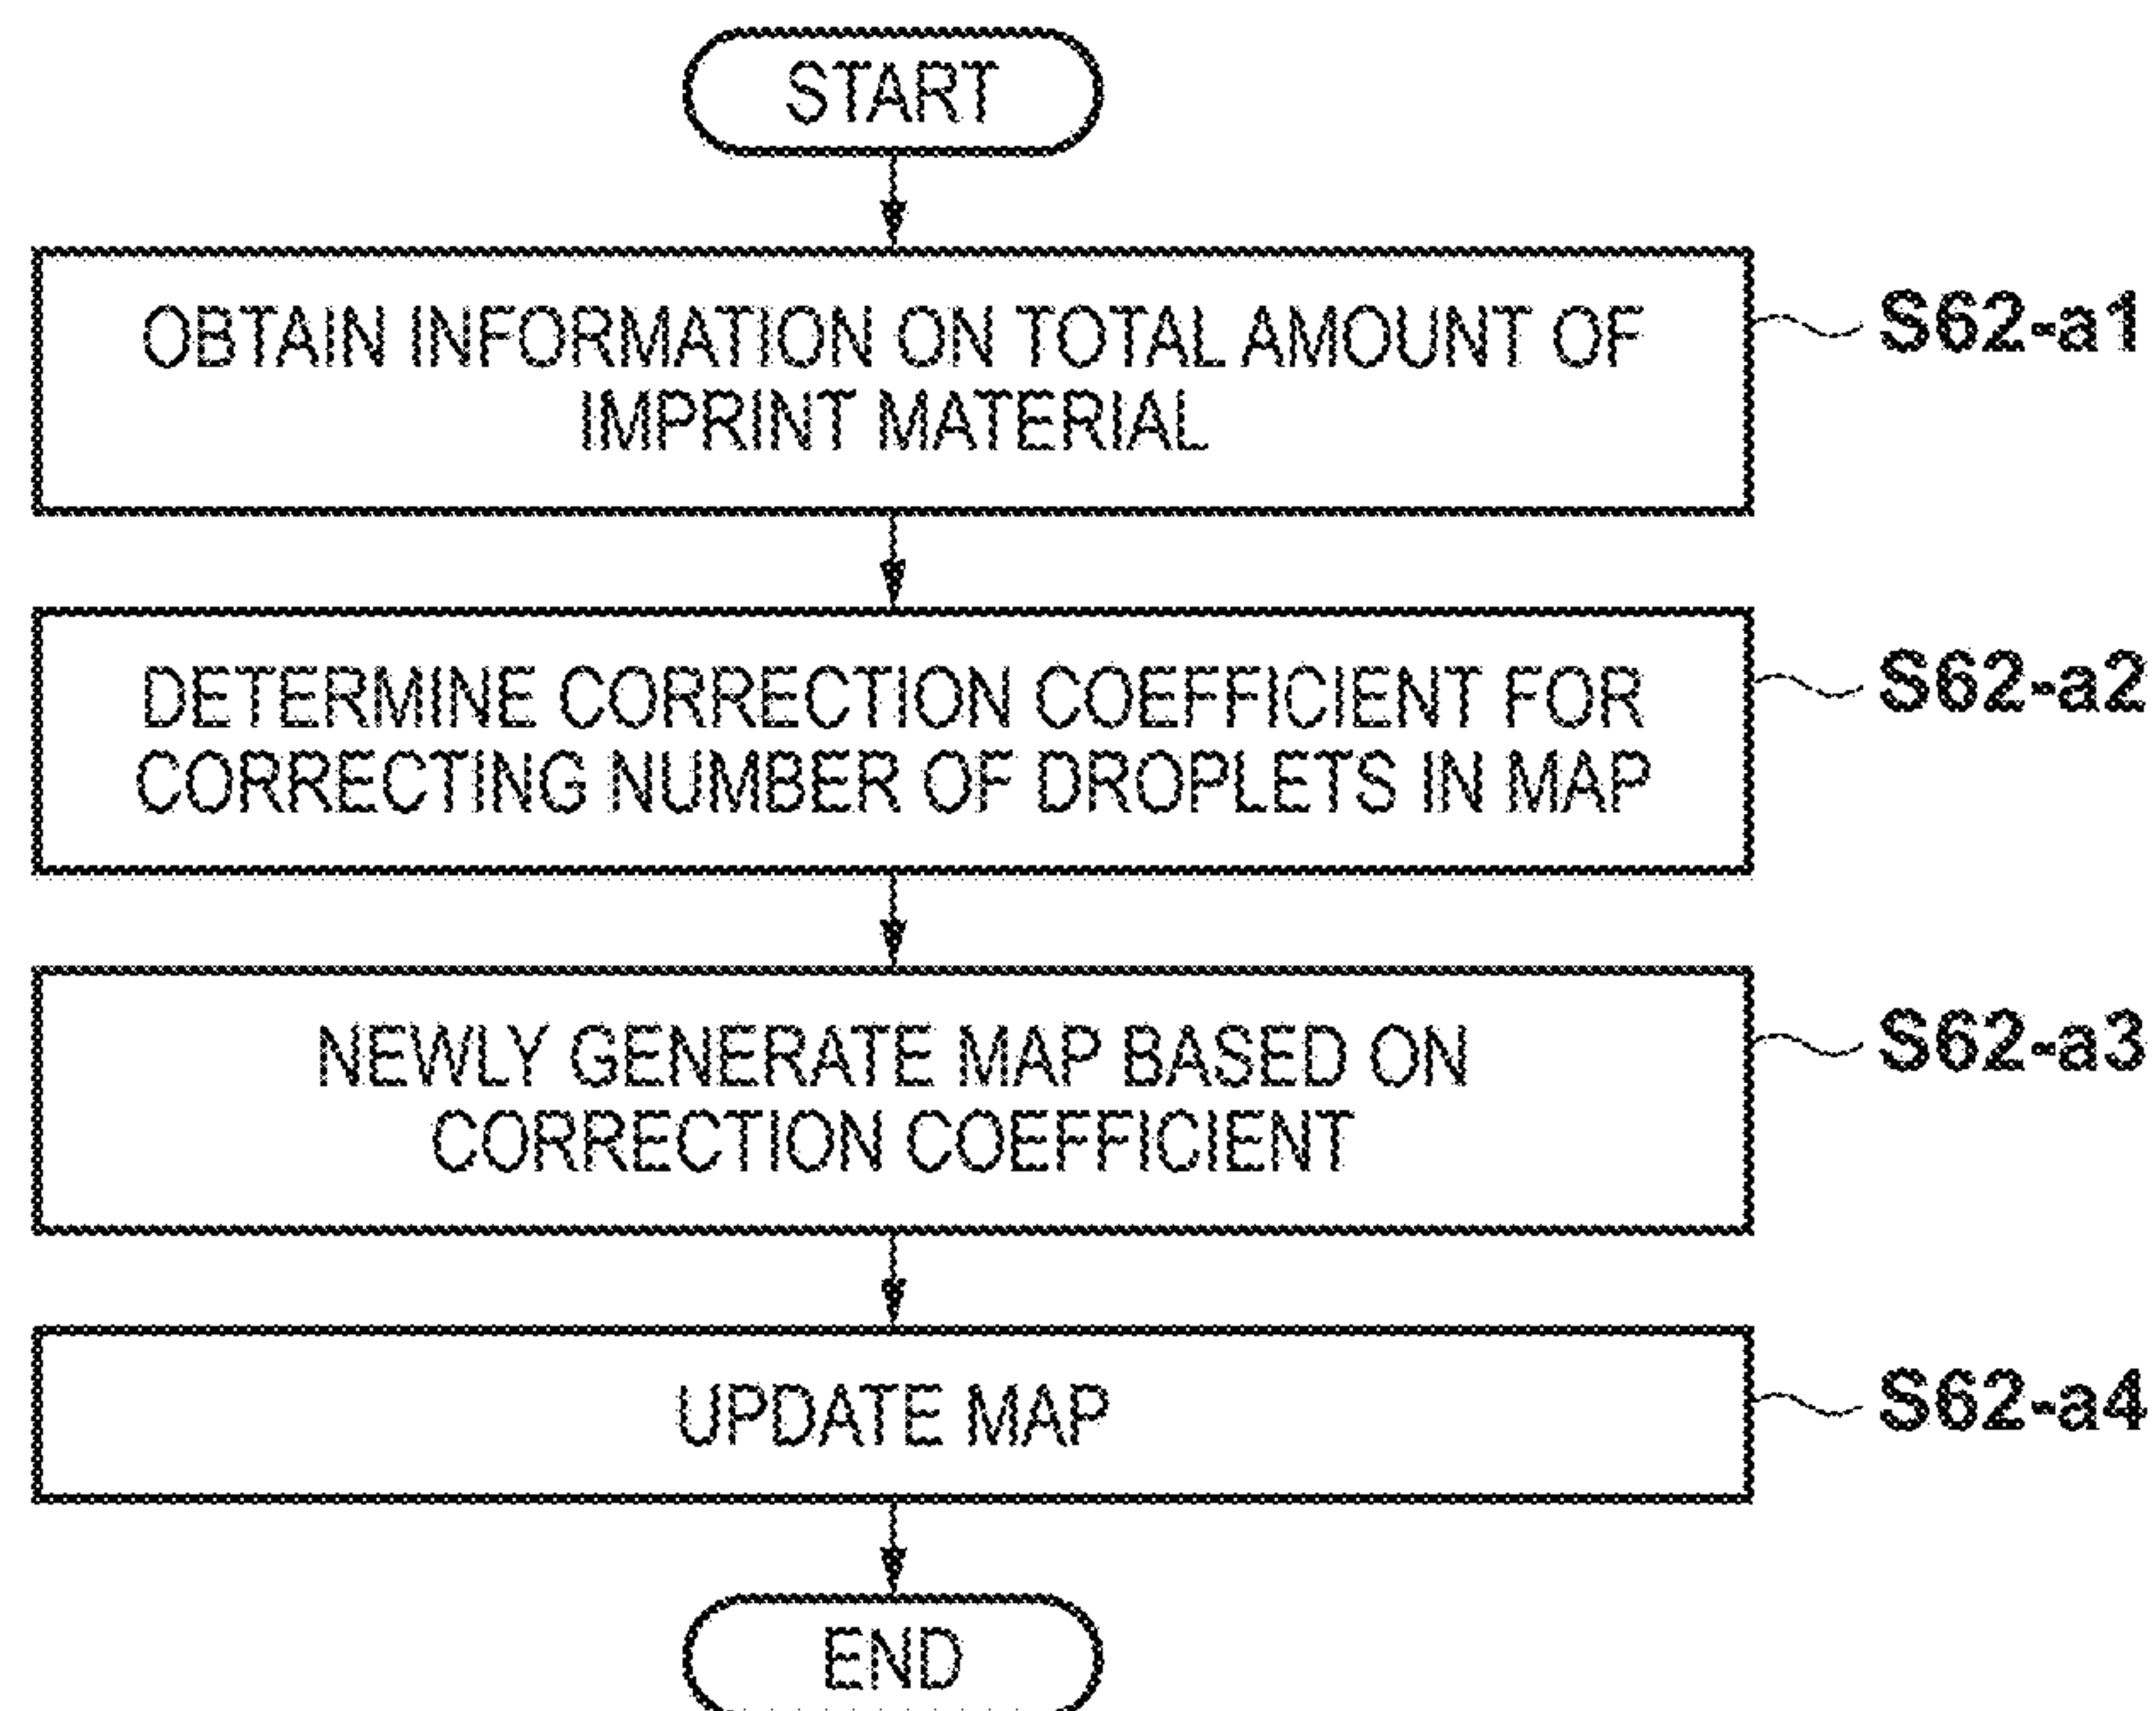 START
OBTAIN INFORMATION ON TOTAL AMOUNT OF
IMPRINT MATERIAL
S62-a1
DETERMINE CORRECTION COEFFICIENT FOR
CORRECTING NUMBER OF DROPLETS IN MAP
S62-a2
NEWLY GENERATE MAP BASED ON
CORRECTION COEFFICIENT
S62-a3
UPDATE MAP
S62-a4
END